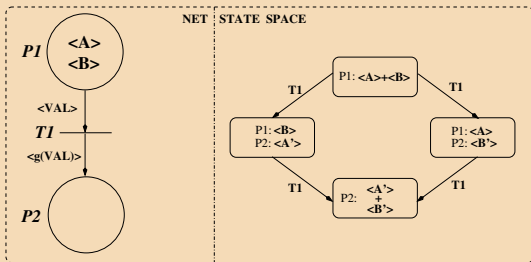 NET STATE SPACE
P1
<A>
<B>
<VAL>
T1
<g(VAL)>
P2
P1: <A>+<B>
T1
T1
P1: <B>
P2: <A'>
P1: <A>
P2: <B'>
T1
T1
P2: <A'>
+
<B'>